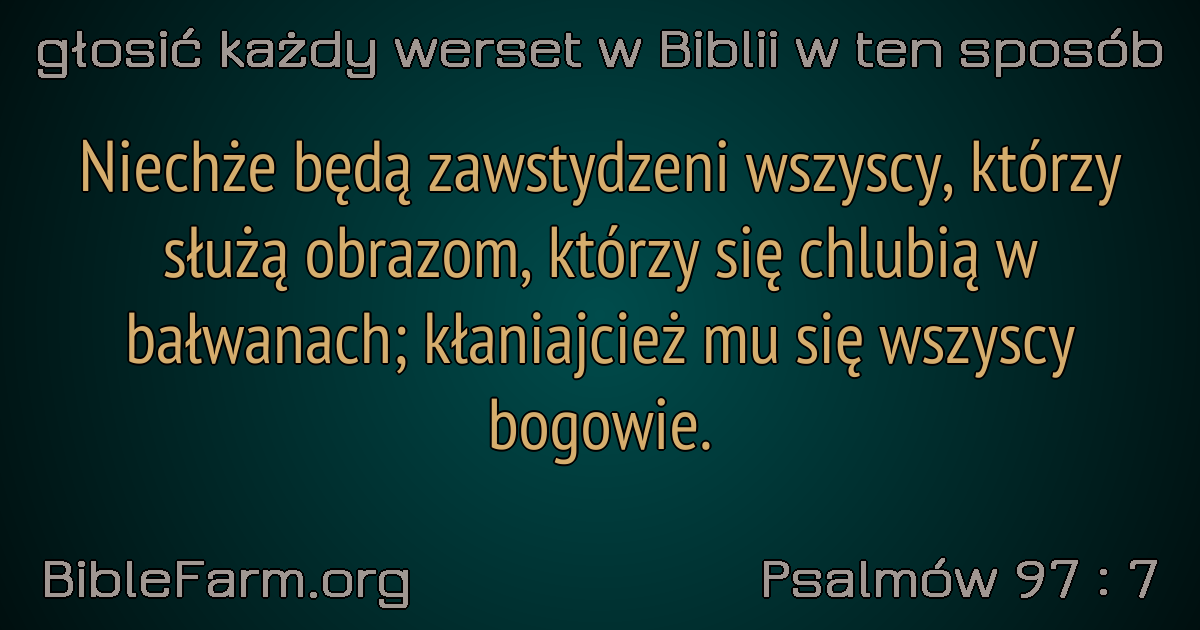 głosić każdy werset w Biblii w ten sposób
Niechże będą zawstydzeni wszyscy, którzy
służą obrazom, którzy się chlubią w
bałwanach; kłaniajcież mu się wszyscy
bogowie.
BibleFarm.org
Psalmów 97 : 7